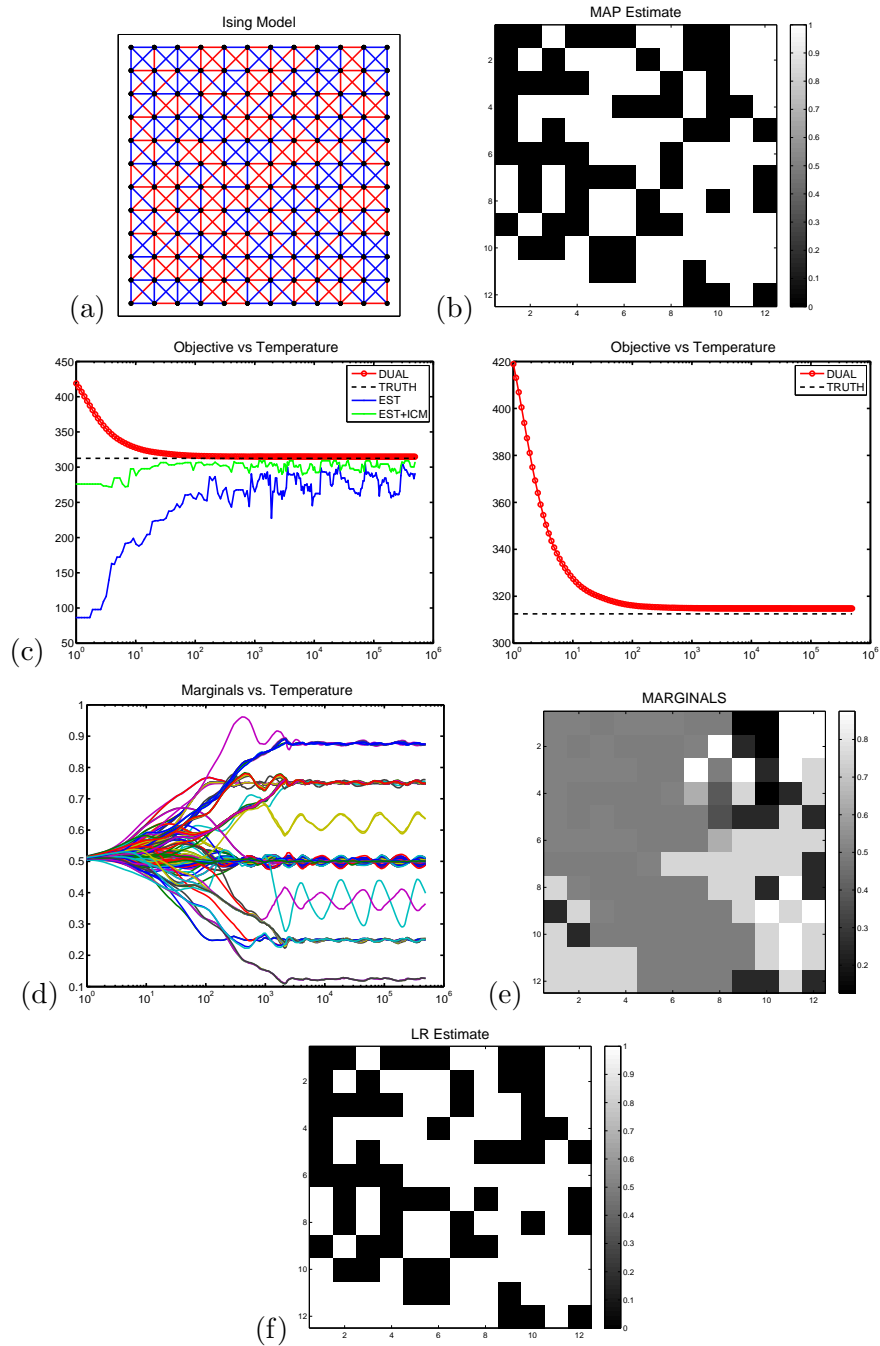 Ising Model
(a)
MAP Estimate
2
4
6
8
10
12
2 4 6 8 10 12
1
0.9
0.8
0.7
0.6
0.5
0.4
0.3
0.2
0.1
0
(b)
Objective vs Temperature
450
400
350
300
250
200
150
100
50
10^0 10^1 10^2 10^3 10^4 10^5 10^6
DUAL
TRUTH
EST
EST+ICM
(c)
Objective vs Temperature
420
400
380
360
340
320
300
10^0 10^1 10^2 10^3 10^4 10^5 10^6
DUAL
TRUTH
Marginals vs. Temperature
1
0.9
0.8
0.7
0.6
0.5
0.4
0.3
0.2
0.1
10^0 10^1 10^2 10^3 10^4 10^5 10^6
(d)
MARGINALS
2
4
6
8
10
12
2 4 6 8 10 12
0.8
0.7
0.6
0.5
0.4
0.3
0.2
(e)
LR Estimate
2
4
6
8
10
12
2 4 6 8 10 12
1
0.9
0.8
0.7
0.6
0.5
0.4
0.3
0.2
0.1
0
(f)